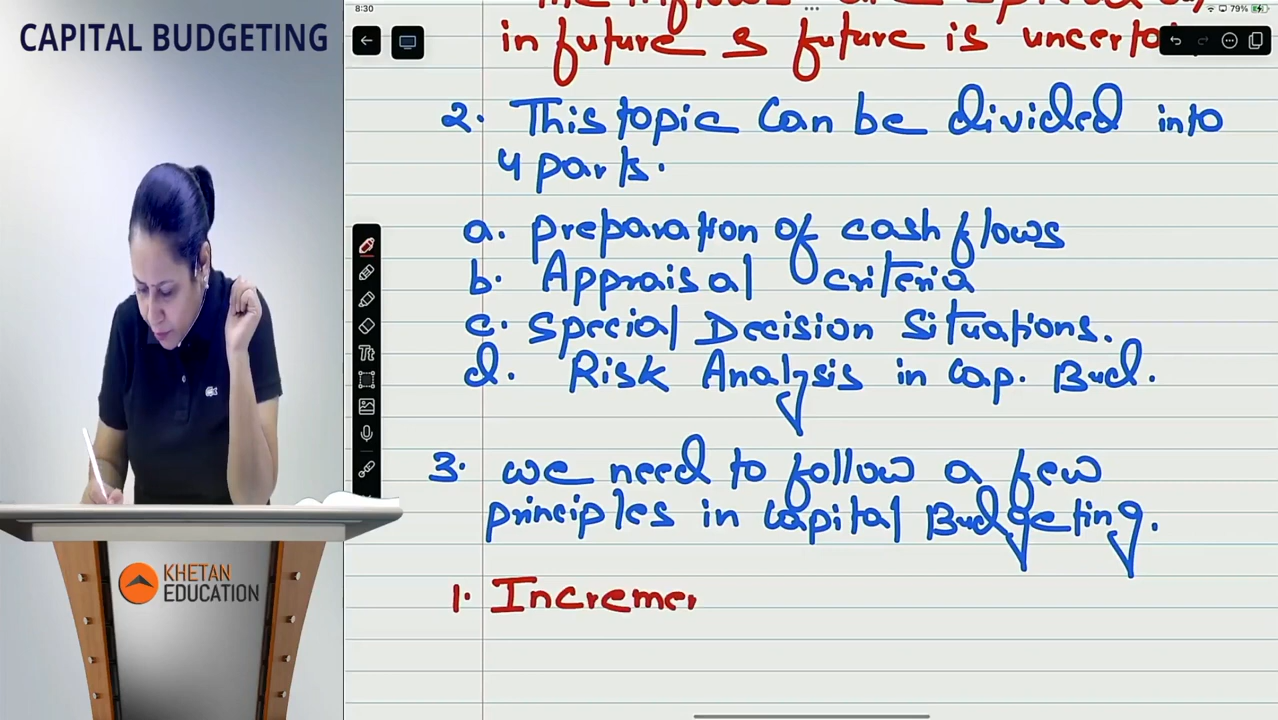 8:30
79%
CAPITAL BUDGETING
in future & future is
2. This topic can be divided into
4 parts.
a. preparation of cash flows
b. Appraisal criteria
c. Special Decision Situations.
d. Risk Analysis in Cap. Bud.
3. we need to follow a few
principles in Capital Budgeting.
1. Incremen
Tt
KHETAN
EDUCATION